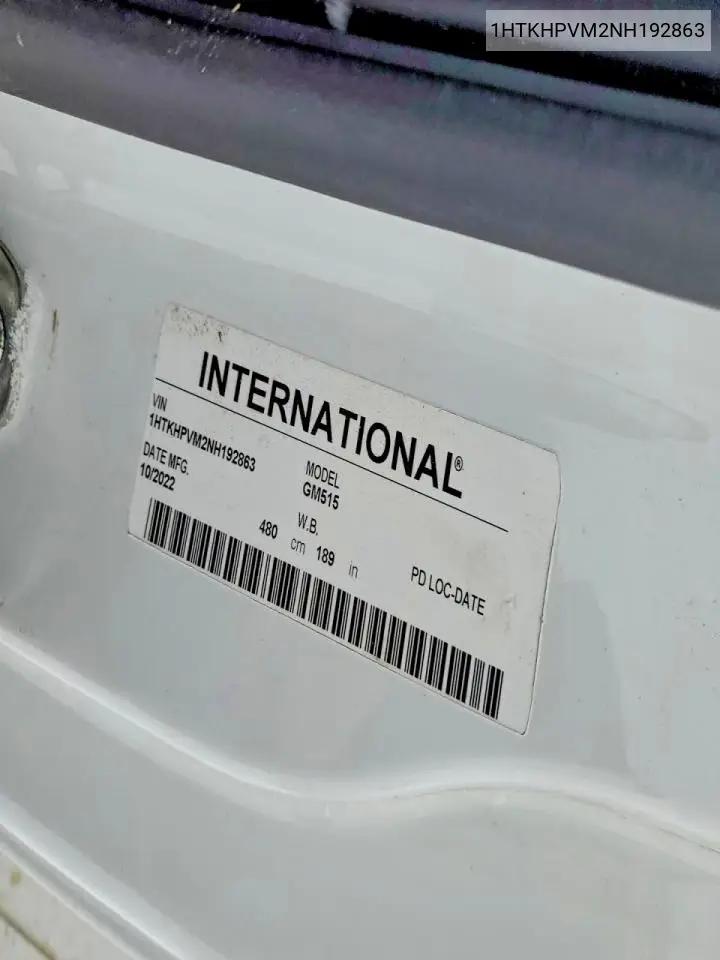 1HTKHPVM2NH192863
INTERNATIONAL®
VIN
1HTKHPVM2NH192863
MODEL
GM515
DATE MFG.
10/2022
W.B.
480 cm 189 in
PD LOC-DATE